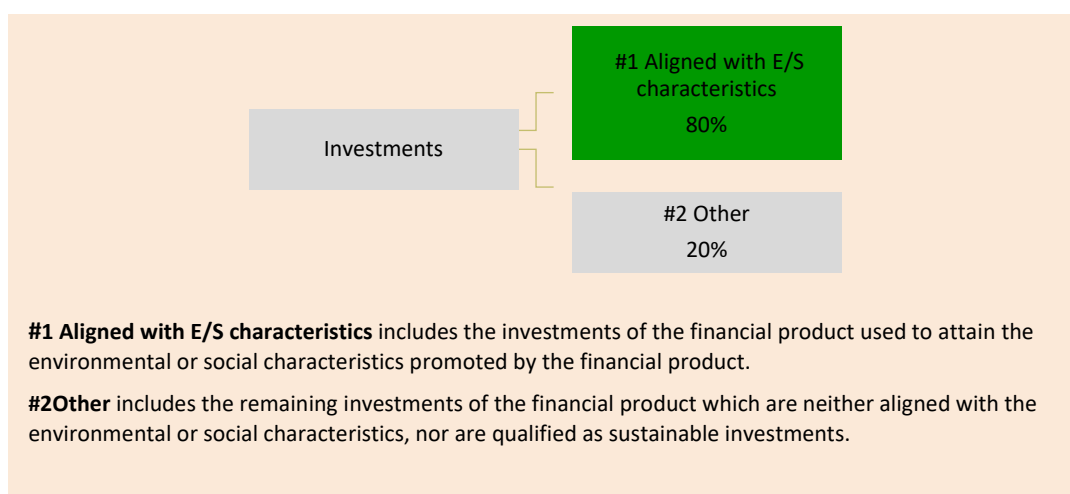 #1 Aligned with E/S
characteristics
80%
Investments
#2 Other
20%
#1 Aligned with E/S characteristics includes the investments of the financial product used to attain the
environmental or social characteristics promoted by the financial product.
#2Other includes the remaining investments of the financial product which are neither aligned with the
environmental or social characteristics, nor are qualified as sustainable investments.